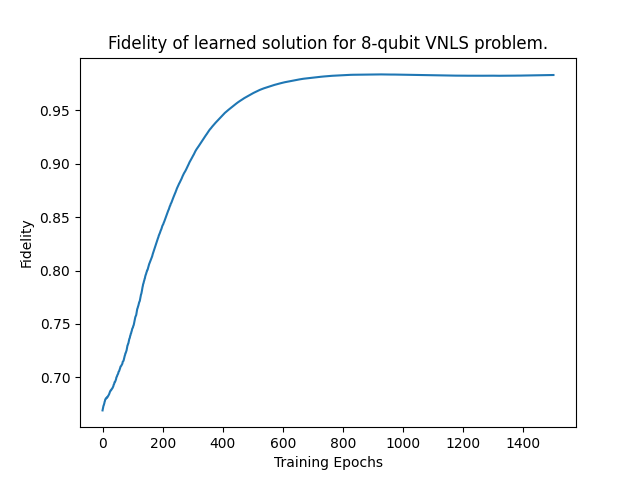 Fidelity of learned solution for 8-qubit VNLS problem.
0.95
0.90
0.85
0.80
0.75
0.70
Fidelity
0 200 400 600 800 1000 1200 1400
Training Epochs